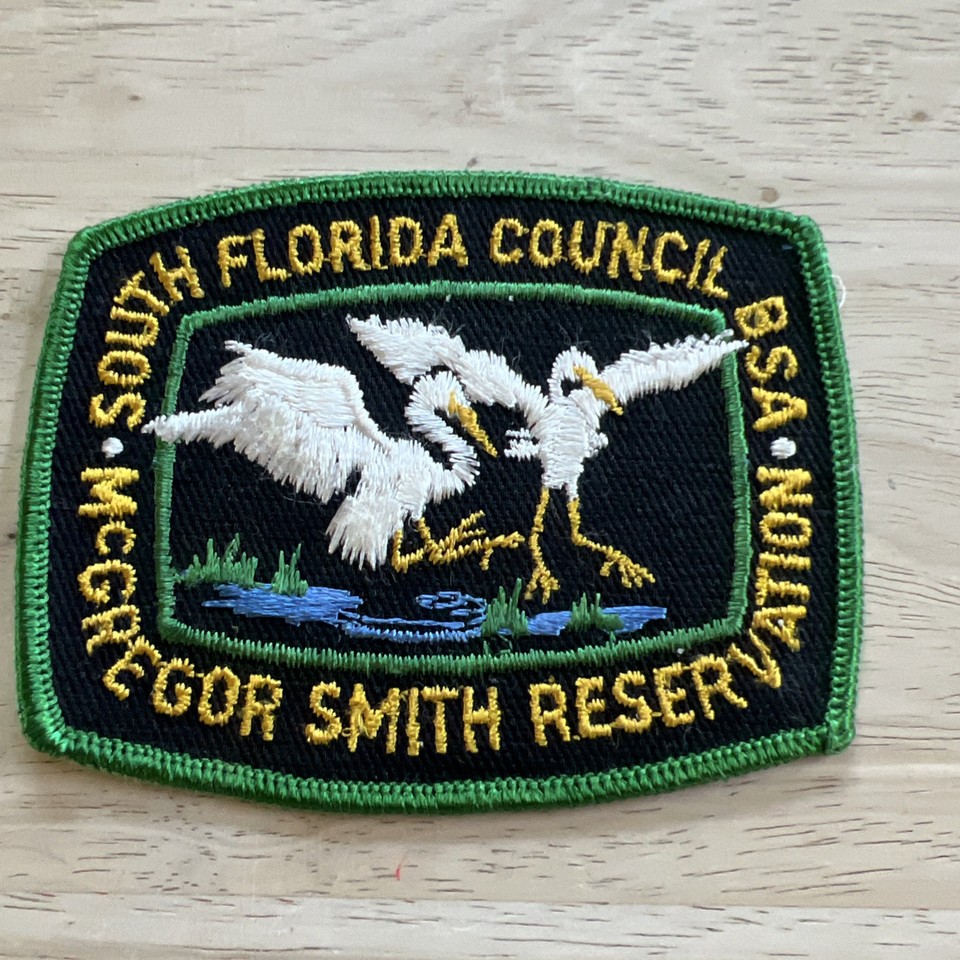 SOUTH FLORIDA COUNCIL BSA
McGREGOR SMITH RESERVATION